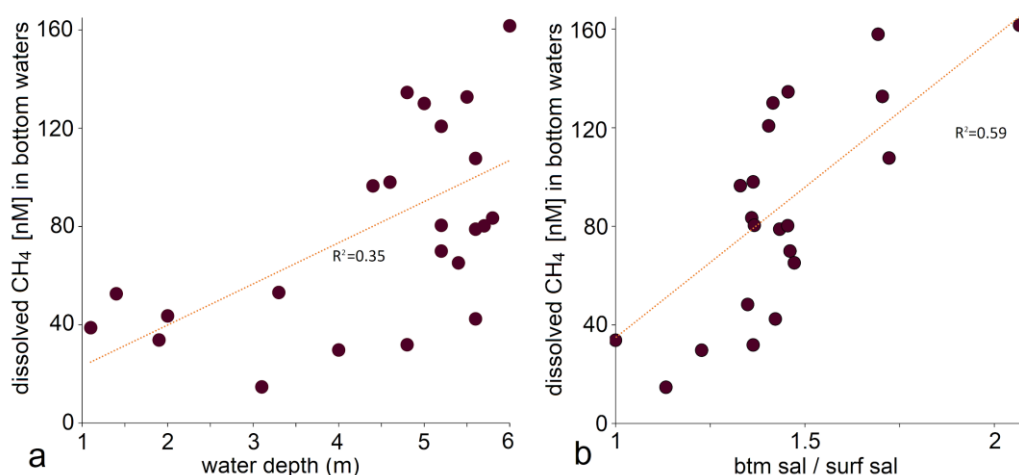 dissolved CH₄ [nM] in bottom waters
160
120
80
40
0
R²=0.35
1
2
3
4
5
6
water depth (m)
a
dissolved CH₄ [nM] in bottom waters
160
120
80
40
0
R²=0.59
1
1.5
2
btm sal / surf sal
b